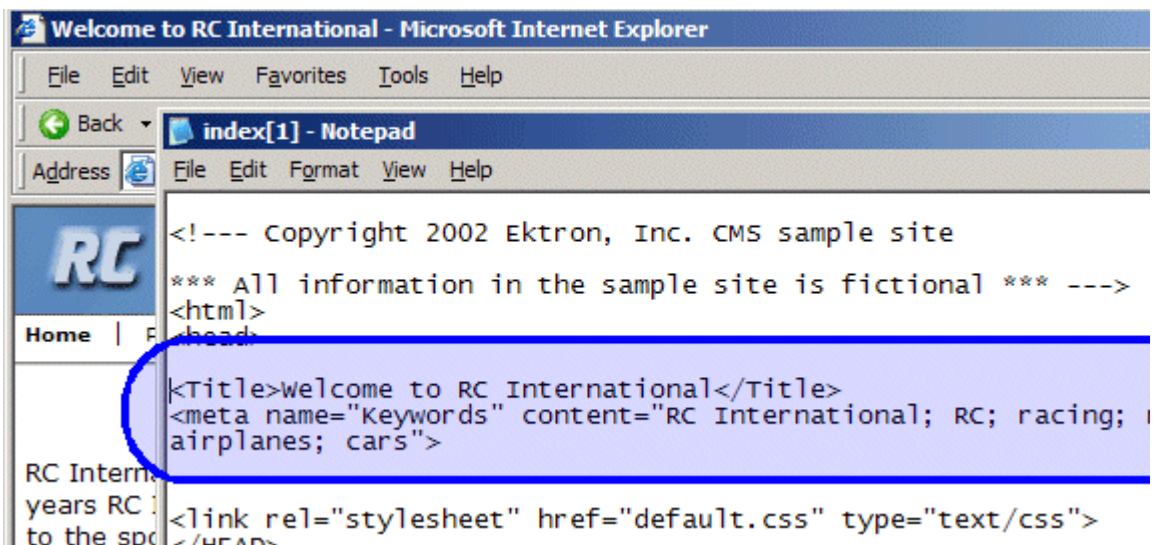 Welcome to RC International - Microsoft Internet Explorer
File Edit View Favorites Tools Help
Back
index[1] - Notepad
Address
File Edit Format View Help
RC
<!--- Copyright 2002 Ektron, Inc. CMS sample site
*** All information in the sample site is fictional *** --->
<html>
Home |
<head>
<Title>Welcome to RC International</Title>
<meta name="Keywords" content="RC International; RC; racing;
airplanes; cars">
RC
years RC
to the
<link rel="stylesheet" href="default.css" type="text/css">
</HEAD>